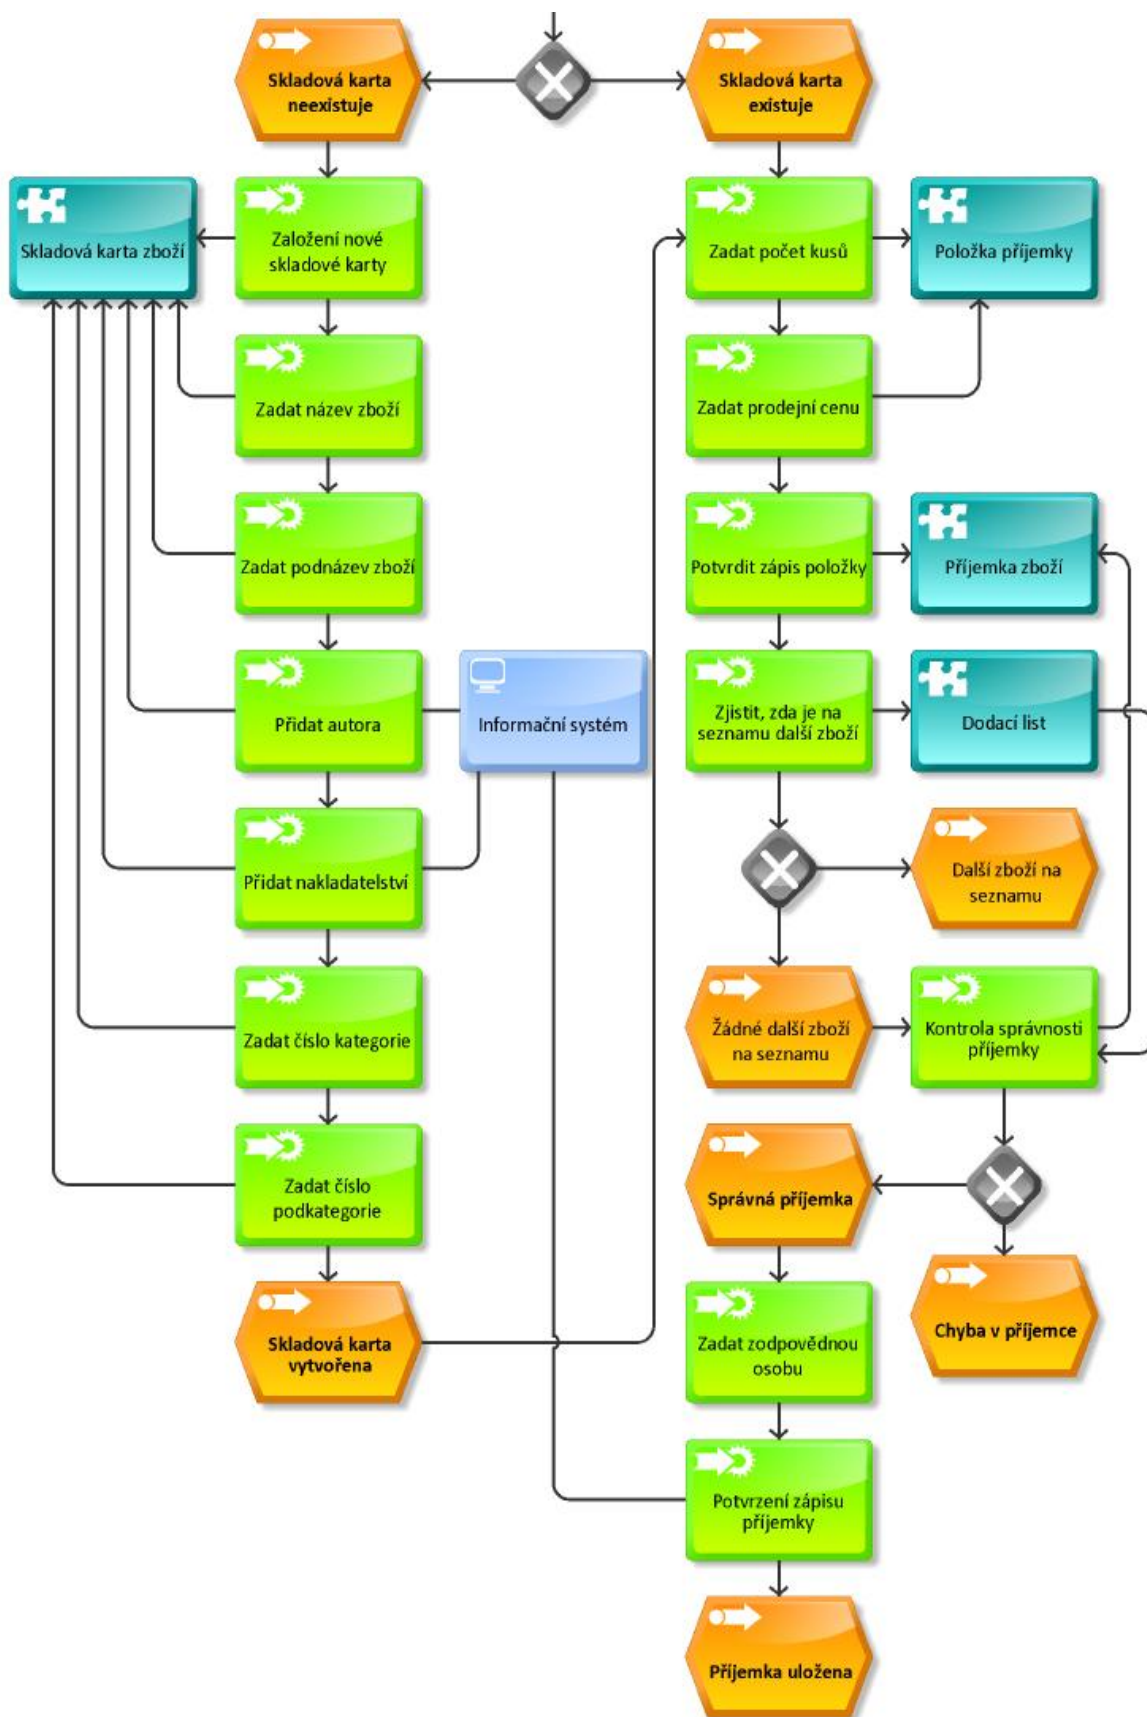 Skladová karta
neexistuje
Skladová karta
existuje
Skladová karta zboží
Založení nové
skladové karty
Zadat počet kusů
Položka příjemky
Zadat název zboží
Zadat prodejní cenu
Zadat podnázev zboží
Potvrdit zápis položky
Příjemka zboží
Přidat autora
Informační systém
Zjistit, zda je na
seznamu další zboží
Dodací list
Přidat nakladatelství
Další zboží na
seznamu
Zadat číslo kategorie
Žádné další zboží
na seznamu
Kontrola správnosti
příjemky
Zadat číslo
podkategorie
Správná příjemka
Skladová karta
vytvořena
Zadat zodpovědnou
osobu
Chyba v příjemce
Potvrzení zápisu
příjemky
Příjemka uložena